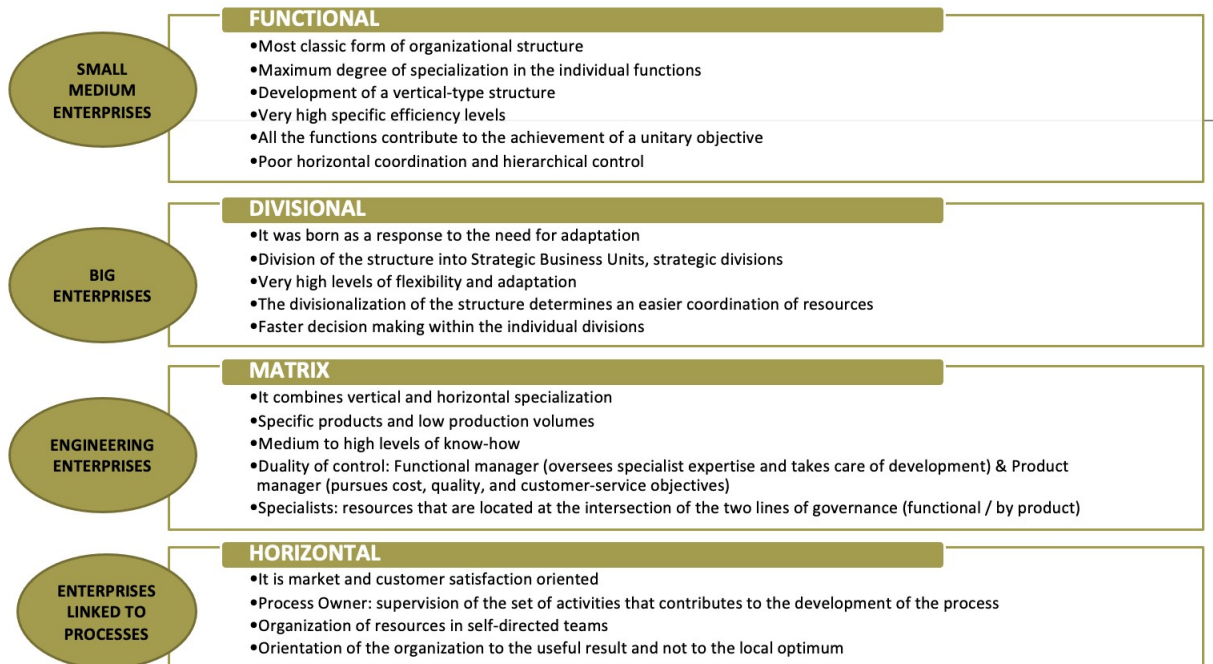 FUNCTIONAL
SMALL
MEDIUM
ENTERPRISES
•Most classic form of organizational structure
•Maximum degree of specialization in the individual functions
•Development of a vertical-type structure
•Very high specific efficiency levels
•All the functions contribute to the achievement of a unitary objective
•Poor horizontal coordination and hierarchical control
DIVISIONAL
BIG
ENTERPRISES
•It was born as a response to the need for adaptation
•Division of the structure into Strategic Business Units, strategic divisions
•Very high levels of flexibility and adaptation
•The divisionalization of the structure determines an easier coordination of resources
•Faster decision making within the individual divisions
MATRIX
ENGINEERING
ENTERPRISES
•It combines vertical and horizontal specialization
•Specific products and low production volumes
•Medium to high levels of know-how
•Duality of control: Functional manager (oversees specialist expertise and takes care of development) & Product
manager (pursues cost, quality, and customer-service objectives)
•Specialists: resources that are located at the intersection of the two lines of governance (functional / by product)
HORIZONTAL
ENTERPRISES
LINKED TO
PROCESSES
•It is market and customer satisfaction oriented
•Process Owner: supervision of the set of activities that contributes to the development of the process
•Organization of resources in self-directed teams
•Orientation of the organization to the useful result and not to the local optimum